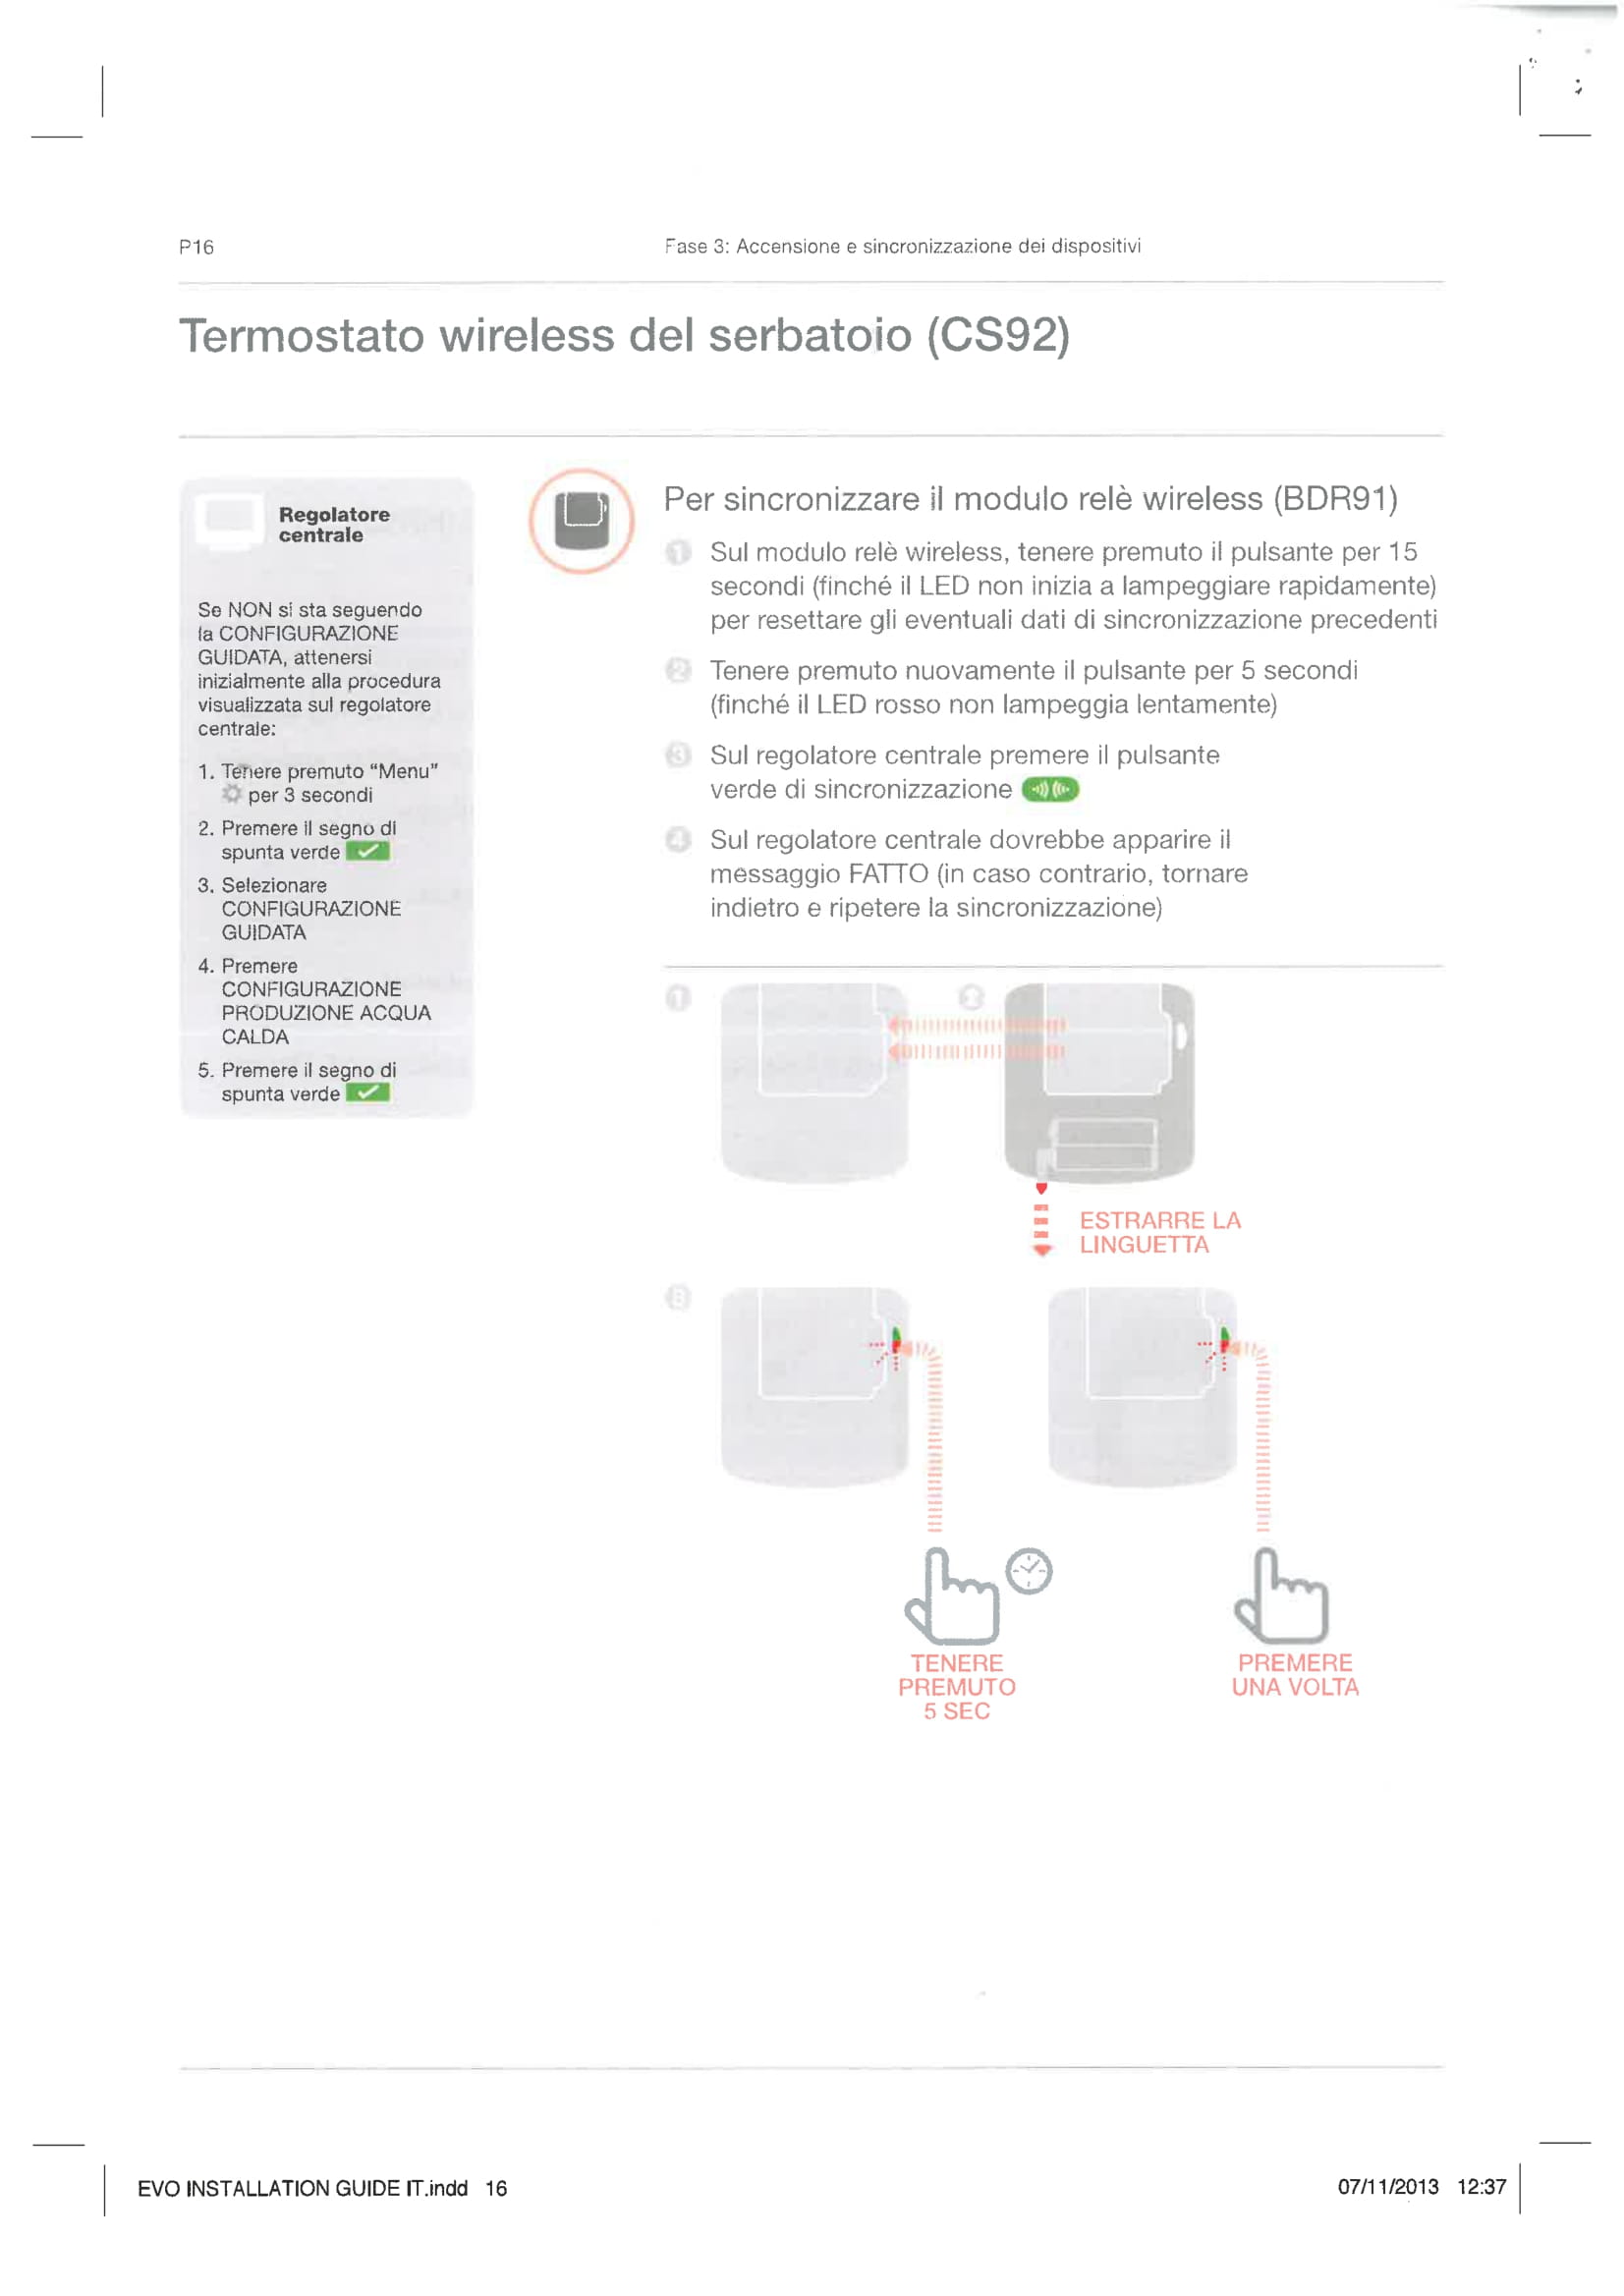 P16
Fase 3: Accensione e sincronizzazione dei dispositivi
Termostato wireless del serbatoio (CS92)
Regolatore
centrale
Se NON si sta seguendo
la CONFIGURAZIONE
GUIDATA, attenersi
inizialmente alla procedura
visualizzata sul regolatore
centrale:
1. Tenere premuto “Menu”
per 3 secondi
2. Premere il segno di
spunta verde
3. Selezionare
CONFIGURAZIONE
GUIDATA
4. Premere
CONFIGURAZIONE
PRODUZIONE ACQUA
CALDA
5. Premere il segno di
spunta verde
Per sincronizzare il modulo relè wireless (BDR91)
1 Sul modulo relè wireless, tenere premuto il pulsante per 15
secondi (finché il LED non inizia a lampeggiare rapidamente)
per resettare gli eventuali dati di sincronizzazione precedenti
2 Tenere premuto nuovamente il pulsante per 5 secondi
(finché il LED rosso non lampeggia lentamente)
3 Sul regolatore centrale premere il pulsante
verde di sincronizzazione
4 Sul regolatore centrale dovrebbe apparire il
messaggio FATTO (in caso contrario, tornare
indietro e ripetere la sincronizzazione)
1
2
ESTRARRE LA
LINGUETTA
3
TENERE
PREMUTO
5 SEC
PREMERE
UNA VOLTA
EVO INSTALLATION GUIDE IT.indd 16
07/11/2013 12:37